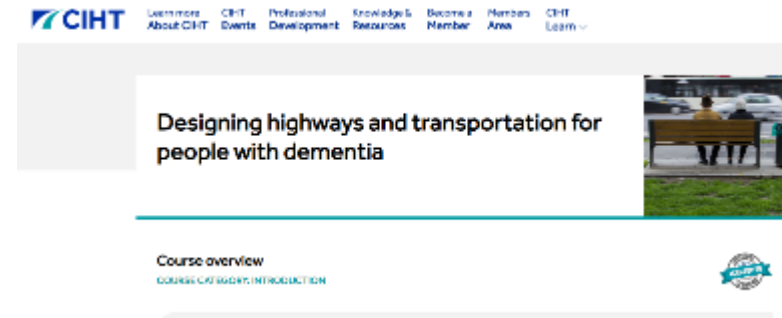 CIHT
Learn more CIHT Professional Knowledge & Become a Members CIHT
About CIHT Events Development Resources Member Area Learn
Designing highways and transportation for
people with dementia
Course overview
COURSE CATEGORY: INTRODUCTION